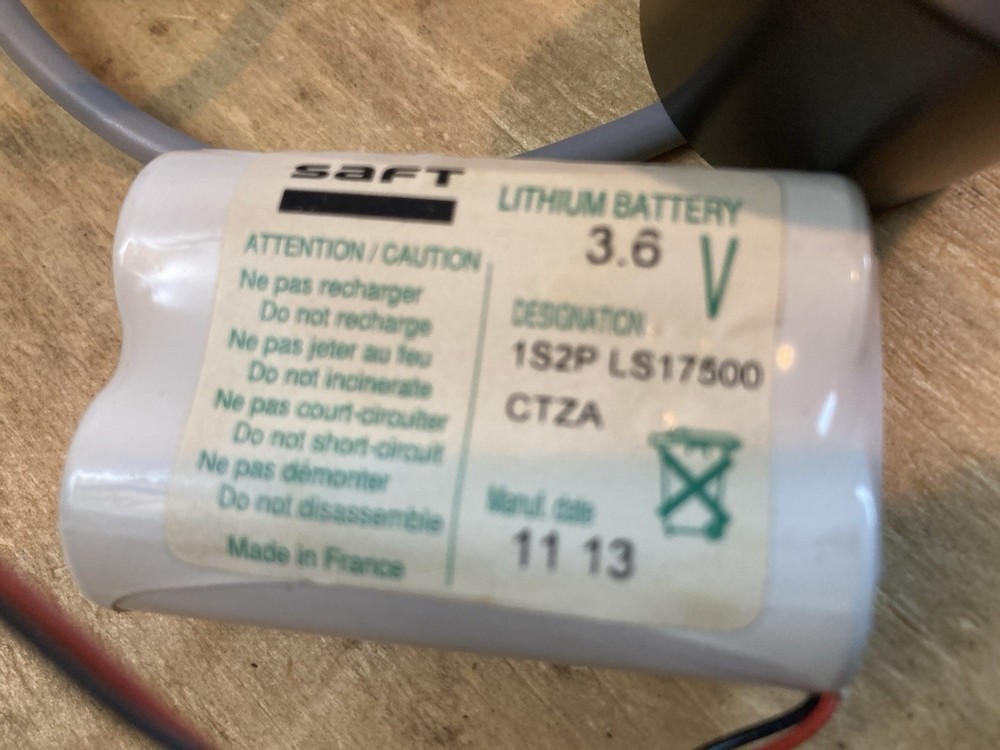 SAFT
ATTENTION / CAUTION
Ne pas recharger
Do not recharge
Ne pas jeter au feu
Do not incinerate
Ne pas court-circuiter
Do not short-circuit
Ne pas démonter
Do not disassemble
Made in France
LITHIUM BATTERY
3.6 V
DESIGNATION
1S2P LS17500
CTZA
Manuf. date
11 13